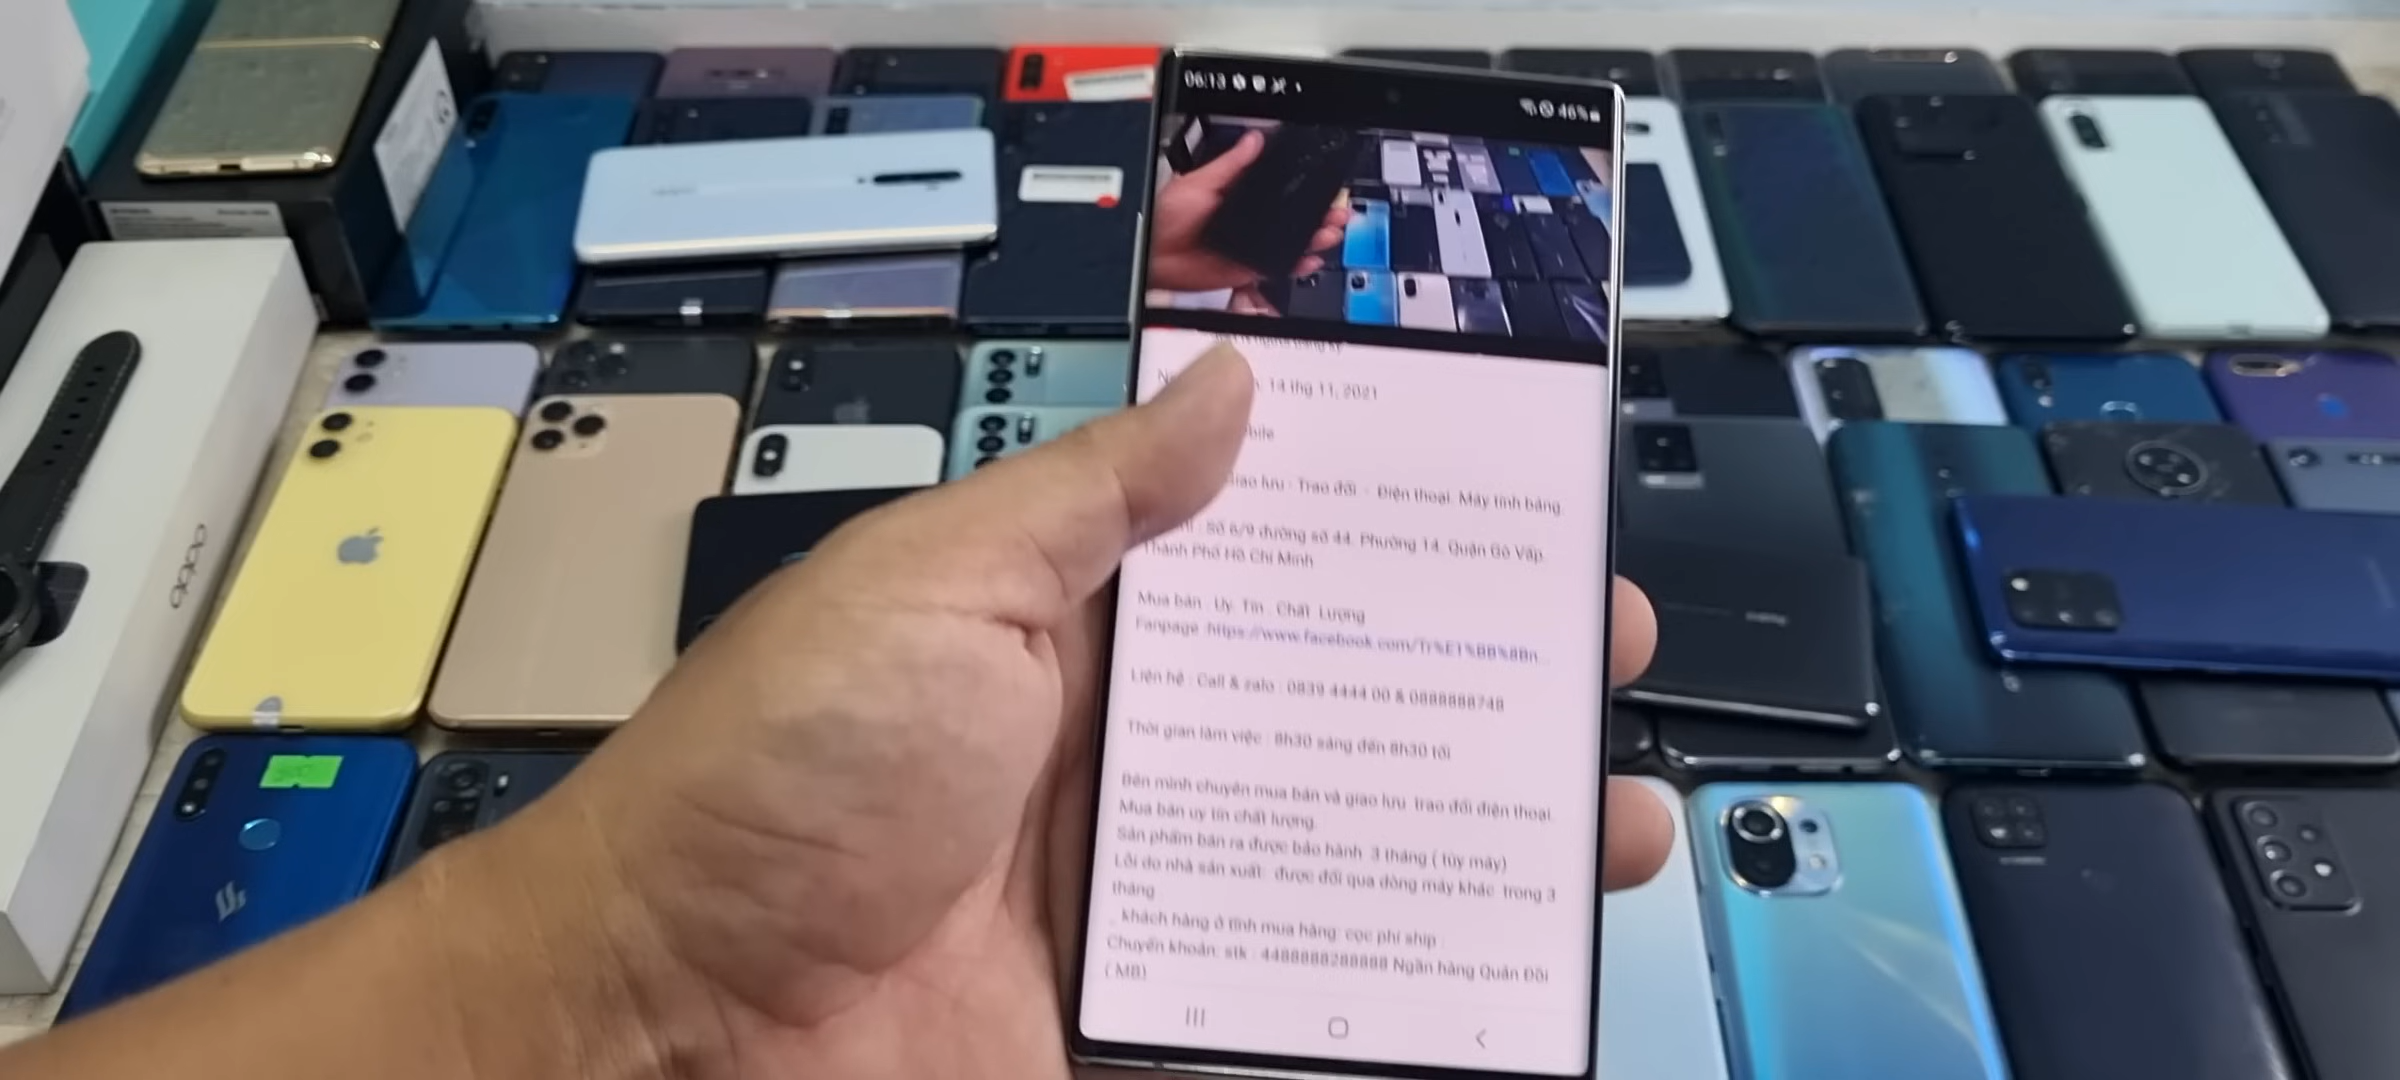 06:13
46%
14 thg 11, 2021
Giao lưu - Trao đổi - Điện thoại. Máy tính bảng.
: Số 6/9 đường số 44. Phường 14. Quận Gò Vấp.
Thành Phố Hồ Chí Minh
Mua bán . Uy. Tín . Chất Lượng
Fanpage :https://www.facebook.com/Tr%E1%BB%8Bn...
Liên hệ : Call & zalo : 0839.4444.00 & 0888888748
Thời gian làm việc : 8h30 sáng đến 8h30 tối
Bên mình chuyên mua bán và giao lưu. trao đổi điện thoại.
Mua bán uy tín chất lượng.
Sản phẩm bán ra được bảo hành 3 tháng ( tùy máy)
Lỗi do nhà sản xuất: được đổi qua dòng máy khác trong 3
tháng .
. khách hàng ở tỉnh mua hàng: cọc phí ship .
Chuyển khoản: stk : Ngân hàng Quân Đội
( MB)
oppo